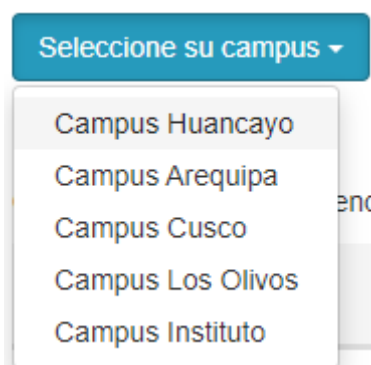 Seleccione su campus
Campus Huancayo
Campus Arequipa
Campus Cusco
Campus Los Olivos
Campus Instituto